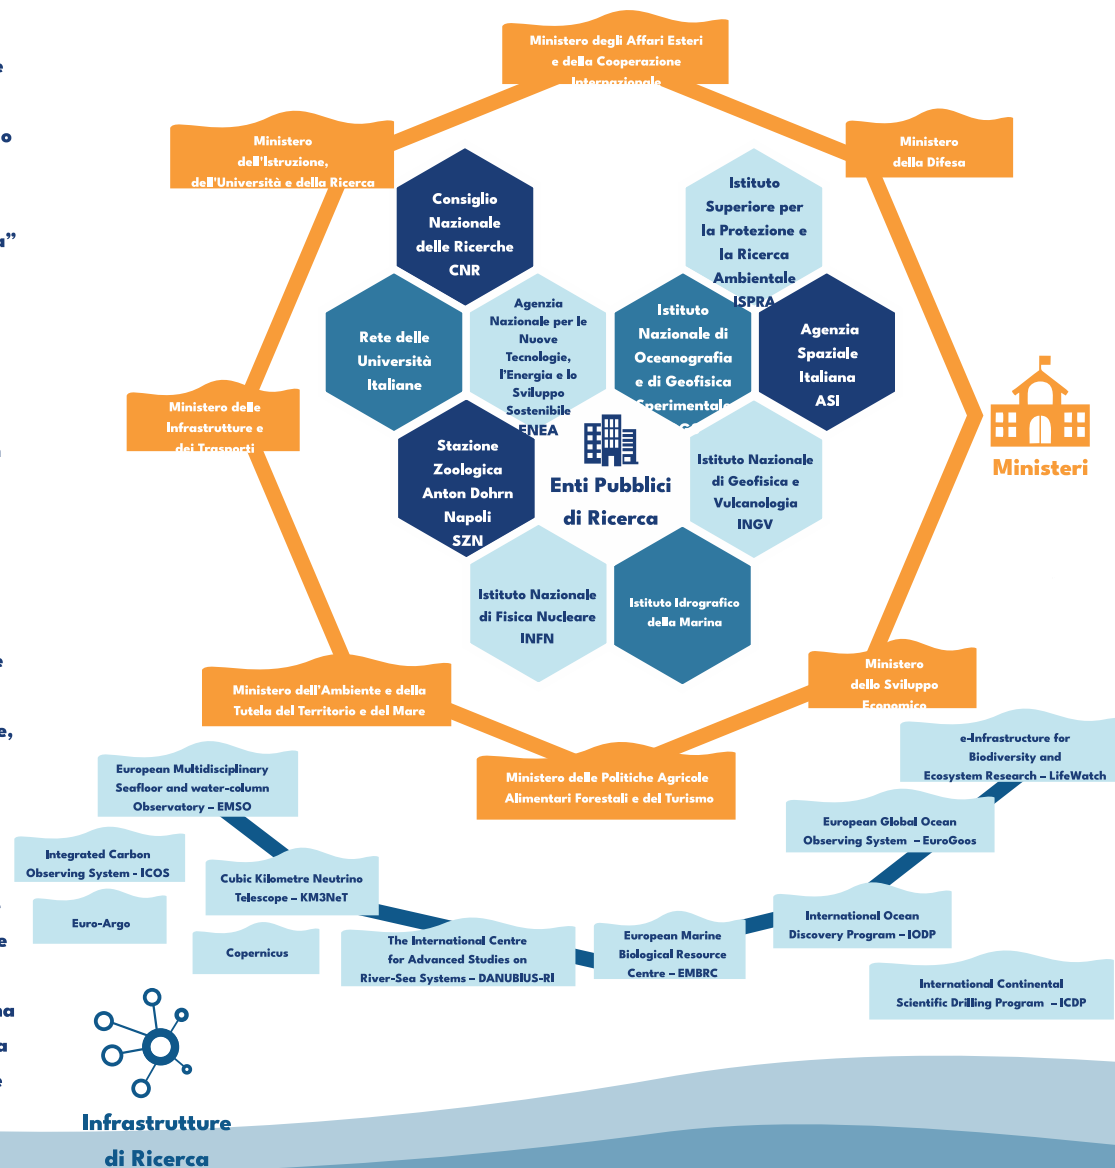 e
o
a”
e
e,
e
na
a
e
Ministero degli Affari Esteri
e della Cooperazione
Internazionale
Ministero
dell'Istruzione,
dell'Università e della Ricerca
Ministero
della Difesa
Consiglio
Nazionale
delle Ricerche
CNR
Istituto
Superiore per
la Protezione e
la Ricerca
Ambientale
ISPRA
Rete delle
Università
Italiane
Agenzia
Nazionale per le
Nuove
Tecnologie,
l'Energia e lo
Sviluppo
Sostenibile
ENEA
Istituto
Nazionale di
Oceanografia
e di Geofisica
Sperimentale
Agenzia
Spaziale
Italiana
ASI
Ministero delle
Infrastrutture e
dei Trasporti
Ministeri
Stazione
Zoologica
Anton Dohrn
Napoli
SZN
Enti Pubblici
di Ricerca
Istituto Nazionale
di Geofisica e
Vulcanologia
INGV
Istituto Nazionale
di Fisica Nucleare
INFN
Istituto Idrografico
della Marina
Ministero dell'Ambiente e della
Tutela del Territorio e del Mare
Ministero
dello Sviluppo
Economico
Ministero delle Politiche Agricole
Alimentari Forestali e del Turismo
European Multidisciplinary
Seafloor and water-column
Observatory – EMSO
e-Infrastructure for
Biodiversity and
Ecosystem Research – LifeWatch
European Global Ocean
Observing System – EuroGoos
Integrated Carbon
Observing System - ICOS
Cubic Kilometre Neutrino
Telescope – KM3NeT
Euro-Argo
Copernicus
The International Centre
for Advanced Studies on
River-Sea Systems – DANUBIUS-RI
European Marine
Biological Resource
Centre – EMBRC
International Ocean
Discovery Program – IODP
International Continental
Scientific Drilling Program – ICDP
Infrastrutture
di Ricerca